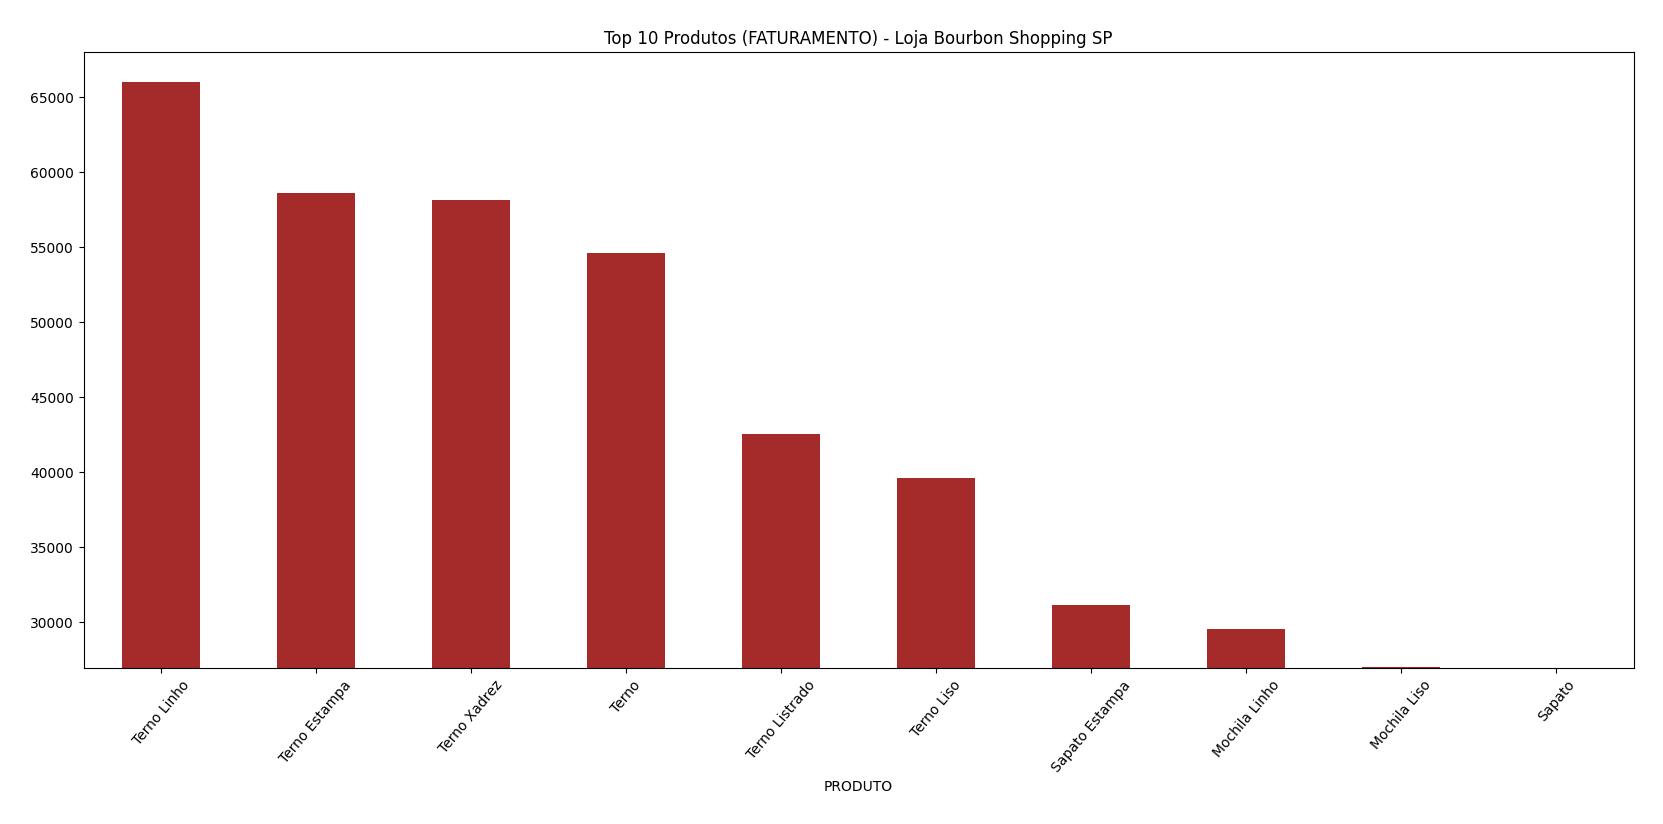 Top 10 Produtos (FATURAMENTO) - Loja Bourbon Shopping SP
65000
60000
55000
50000
45000
40000
35000
30000
Terno Linho
Terno Estampa
Terno Xadrez
Terno
Terno Listrado
Terno Liso
Sapato Estampa
Mochila Linho
Mochila Liso
Sapato
PRODUTO